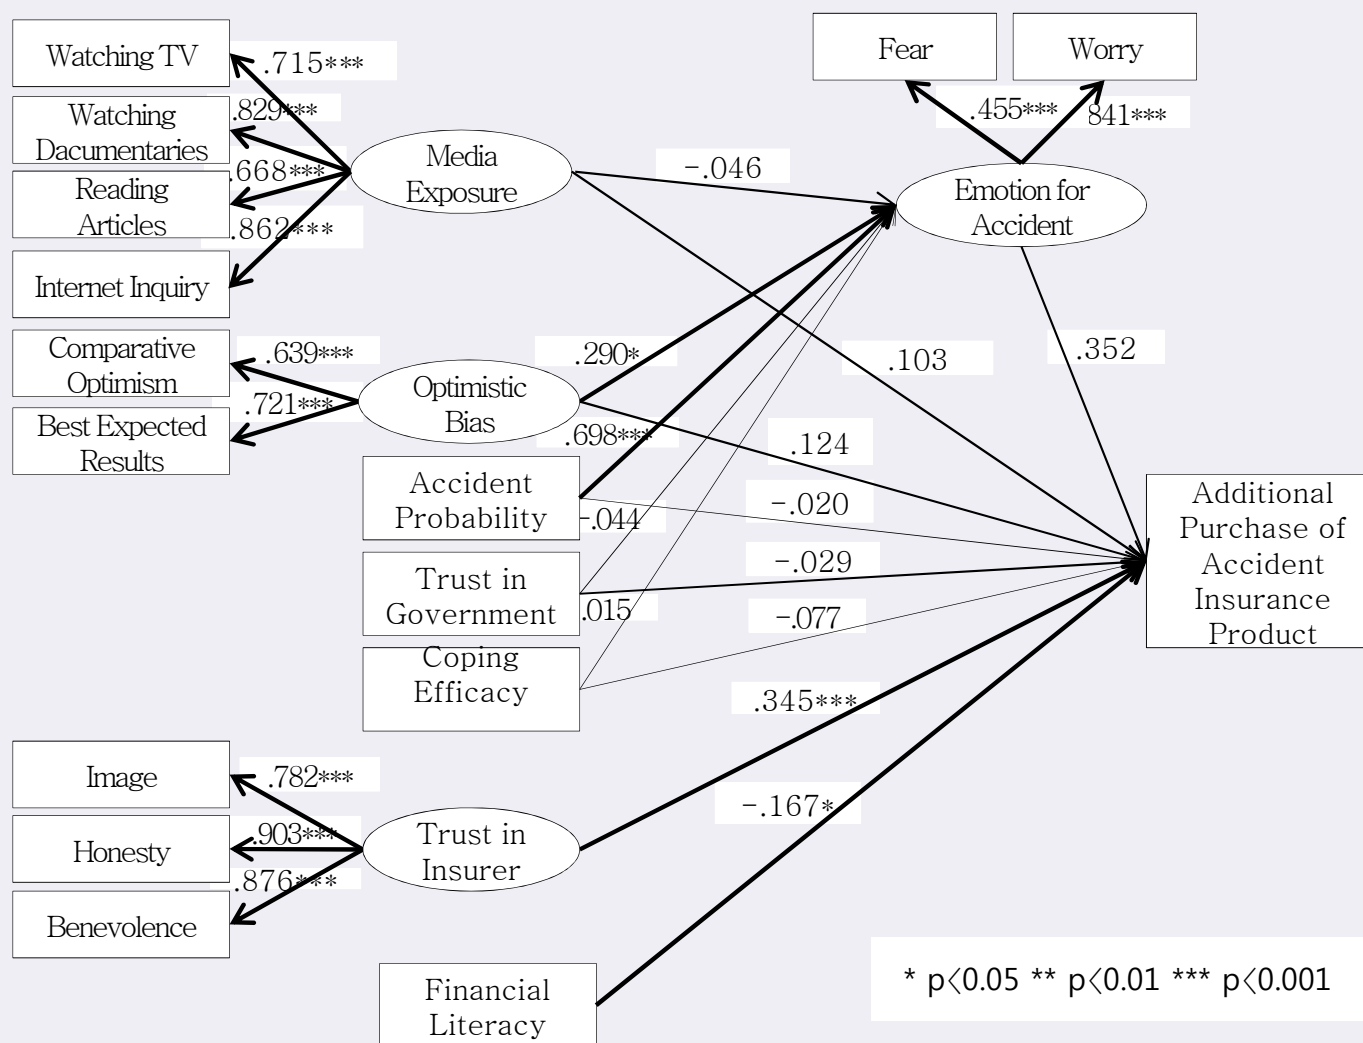 Watching TV
.715***
Watching
Dacumentaries
.829***
Reading
Articles
.668***
Internet Inquiry
.862***
Media
Exposure
-.046
Fear
Worry
.455***
841***
Emotion for
Accident
.352
.103
Comparative
Optimism
.639***
Best Expected
Results
.721***
Optimistic
Bias
.290*
.698***
.124
Accident
Probability
-.044
-.020
Trust in
Government
.015
-.029
Coping
Efficacy
-.077
Additional
Purchase of
Accident
Insurance
Product
.345***
-.167*
Image
.782***
Honesty
.903***
Benevolence
.876***
Trust in
Insurer
Financial
Literacy
* p<0.05 ** p<0.01 *** p<0.001